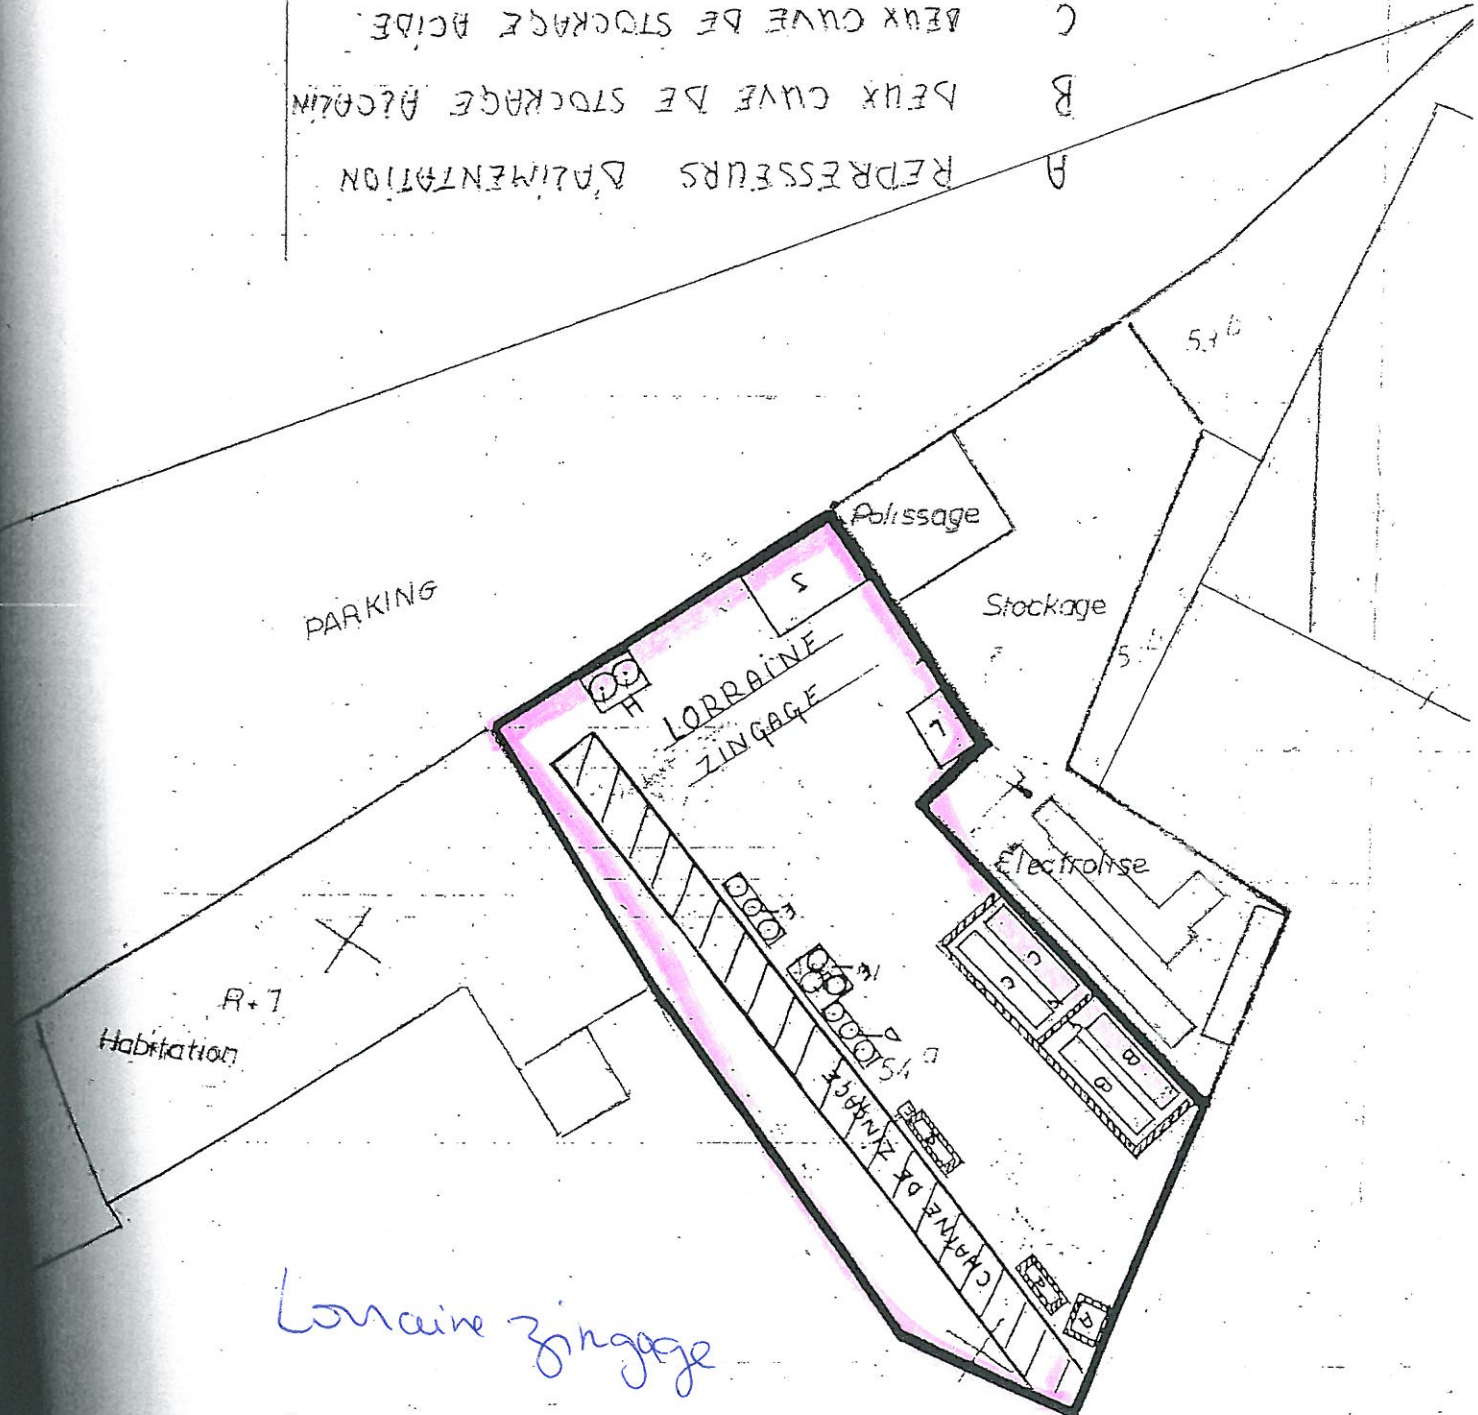 C DEUX CUVE DE STOCKAGE ACIDE.
B DEUX CUVE DE STOCKAGE ALCALIN
A REDRESSEURS D'ALIMENTATION
Polissage
Stockage
PARKING
S
H
LORRAINE
ZINGAGE
L
Electrolise
C
C
B
B
R+7
Habitation
D
CHAINE DE ZINGAGE
A
Lorraine zingage